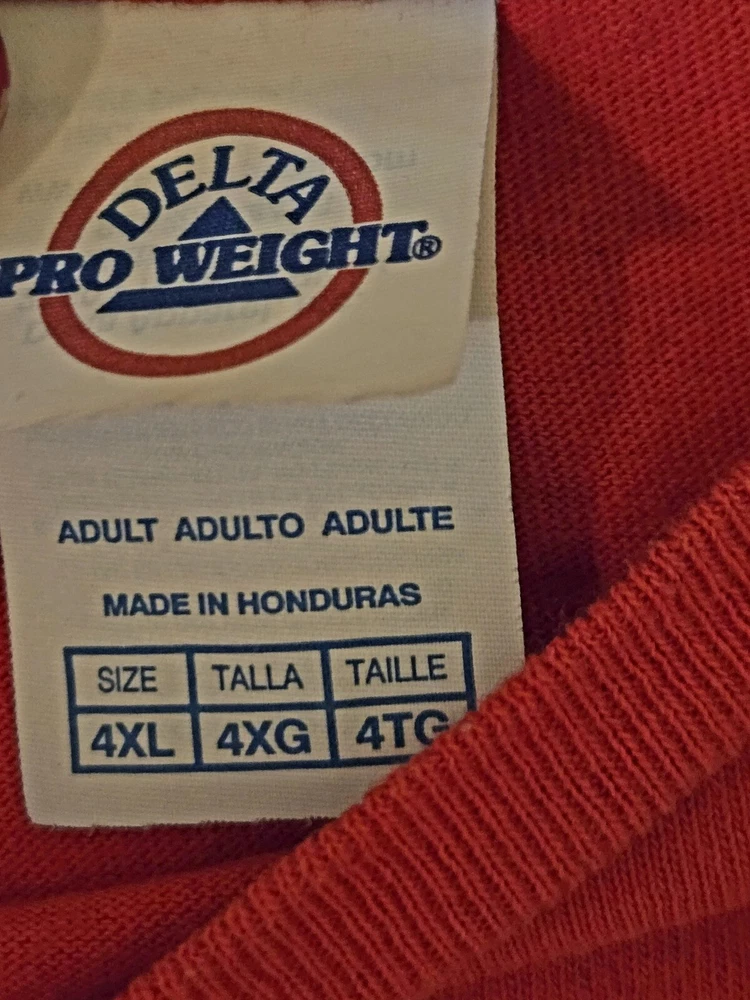 DELTA
PRO WEIGHT®
ADULT ADULTO ADULTE
MADE IN HONDURAS
SIZE TALLA TAILLE
4XL 4XG 4TG